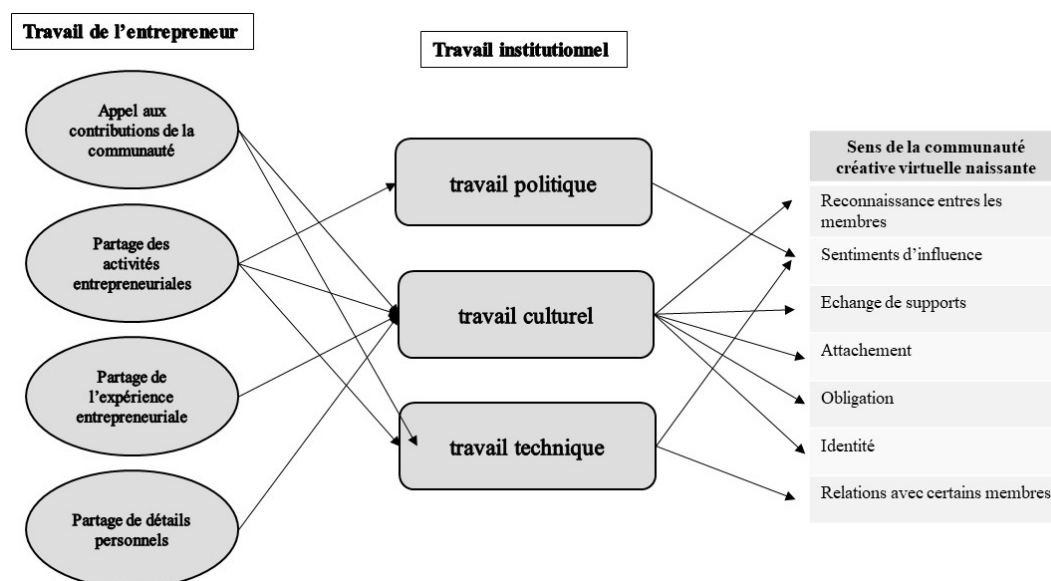 Travail de l’entrepreneur
Travail institutionnel
Appel aux
contributions de la
communauté
Partage des
activités
entrepreneuriales
Partage de
l’expérience
entrepreneuriale
Partage de détails
personnels
travail politique
travail culturel
travail technique
Sens de la communauté
créative virtuelle naissante
Reconnaissance entres les
membres
Sentiments d’influence
Echange de supports
Attachement
Obligation
Identité
Relations avec certains membres